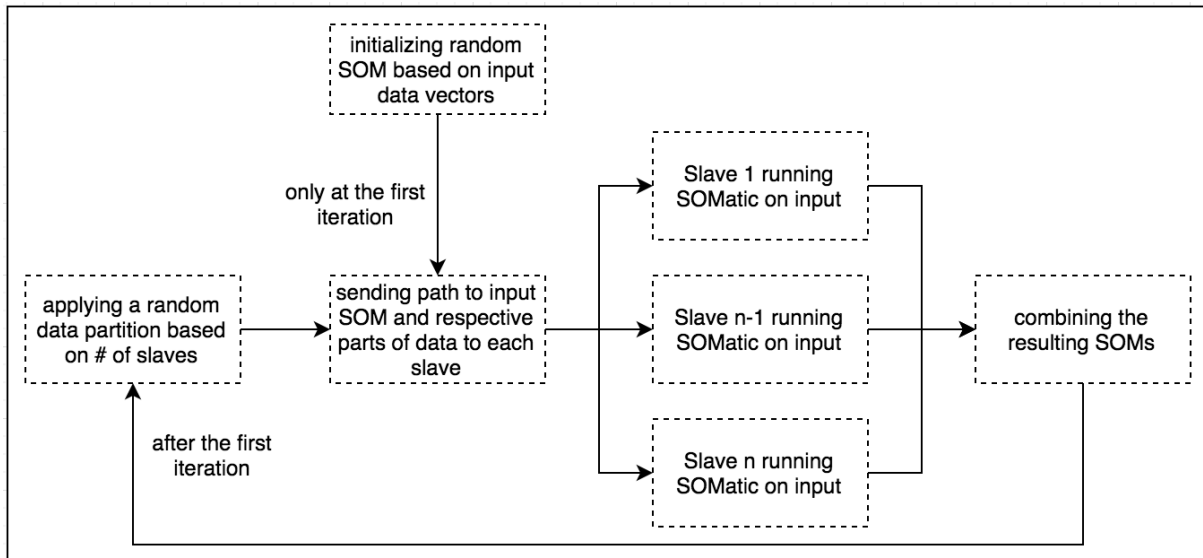 initializing random
SOM based on input
data vectors
only at the first
iteration
Slave 1 running
SOMatic on input
applying a random
data partition based
on # of slaves
sending path to input
SOM and respective
parts of data to each
slave
Slave n-1 running
SOMatic on input
combining the
resulting SOMs
after the first
iteration
Slave n running
SOMatic on input